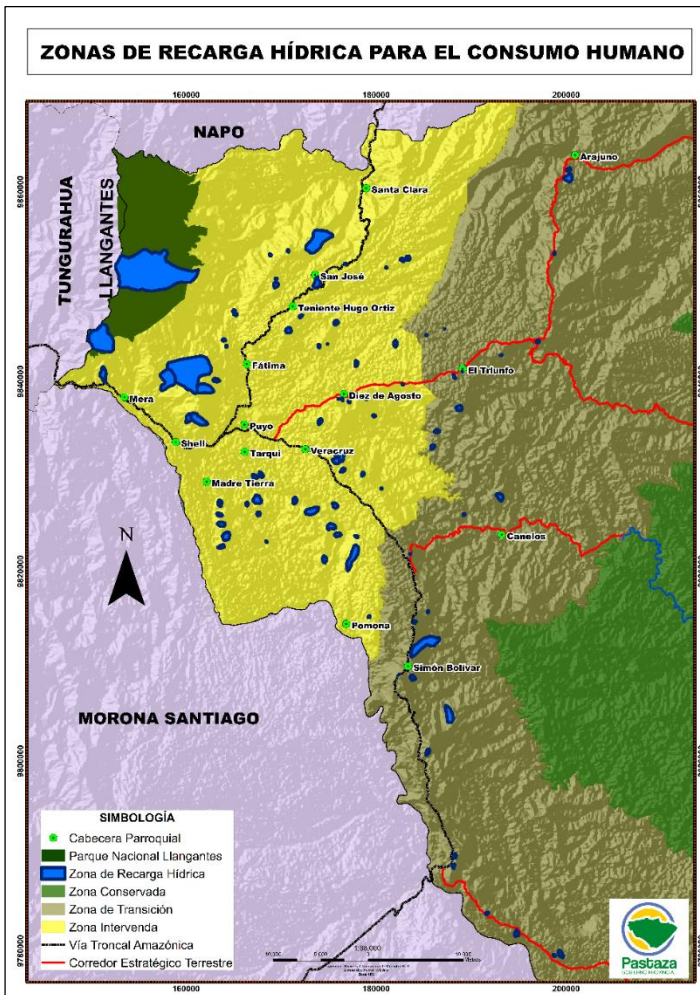 ZONAS DE RECARGA HÍDRICA PARA EL CONSUMO HUMANO
160000 180000 200000
NAPO
Arajuno
9860000
Santa Clara
TUNGURAHUA
LLANGANTES
San José
Teniente Hugo Ortiz
9840000
Fátima
El Triunfo
Mera
Diez de Agosto
Puyo
Shell
Tarqui
Veracruz
Madre Tierra
N
Canelos
9820000
Pomona
Simón Bolívar
MORONA SANTIAGO
9800000
SIMBOLOGÍA
Cabecera Parroquial
Parque Nacional Llangantes
Zona de Recarga Hídrica
Zona Conservada
Zona de Transición
Zona Intervenda
Vía Troncal Amazónica
Corredor Estratégico Terrestre
9780000
Pastaza
160000 180000 200000